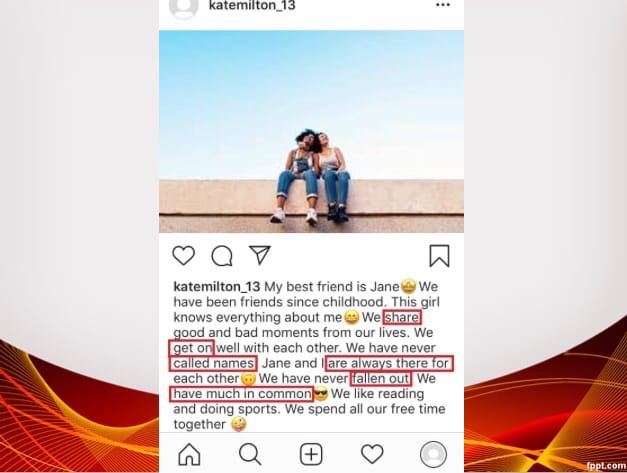 katemilton_13
katemilton_13 My best friend is Jane🤩We
have been friends since childhood. This girl
knows everything about me😀We share
good and bad moments from our lives. We
get on well with each other. We have never
called names. Jane and I are always there for
each other🙃We have never fallen out. We
have much in common😎We like reading
and doing sports. We spend all our free time
together🤪
fppt.com